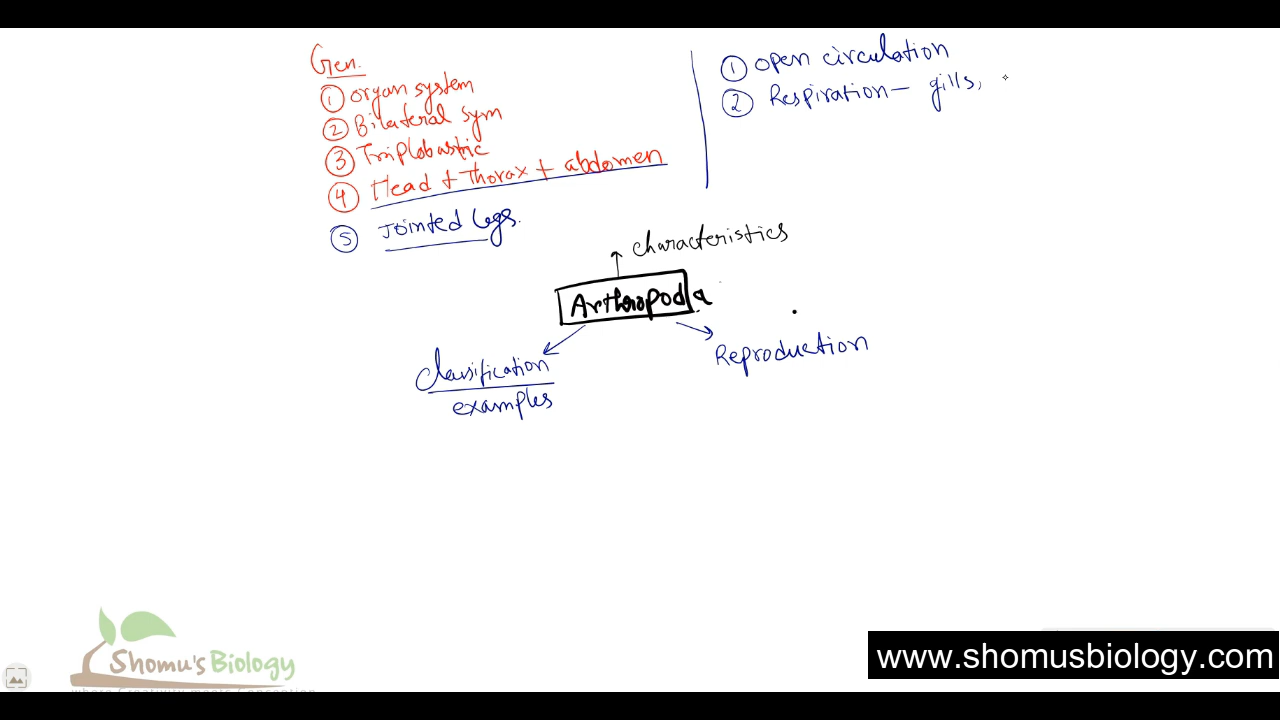 Gen.
① organ system
② Bilateral sym
③ Triplobastic
④ Head + Thorax + abdomen
⑤ Jointed Legs.
① open circulation
② Respiration — gills,
characteristics
Arthropoda
Classification
examples
Reproduction
Shomu's Biology
www.shomusbiology.com